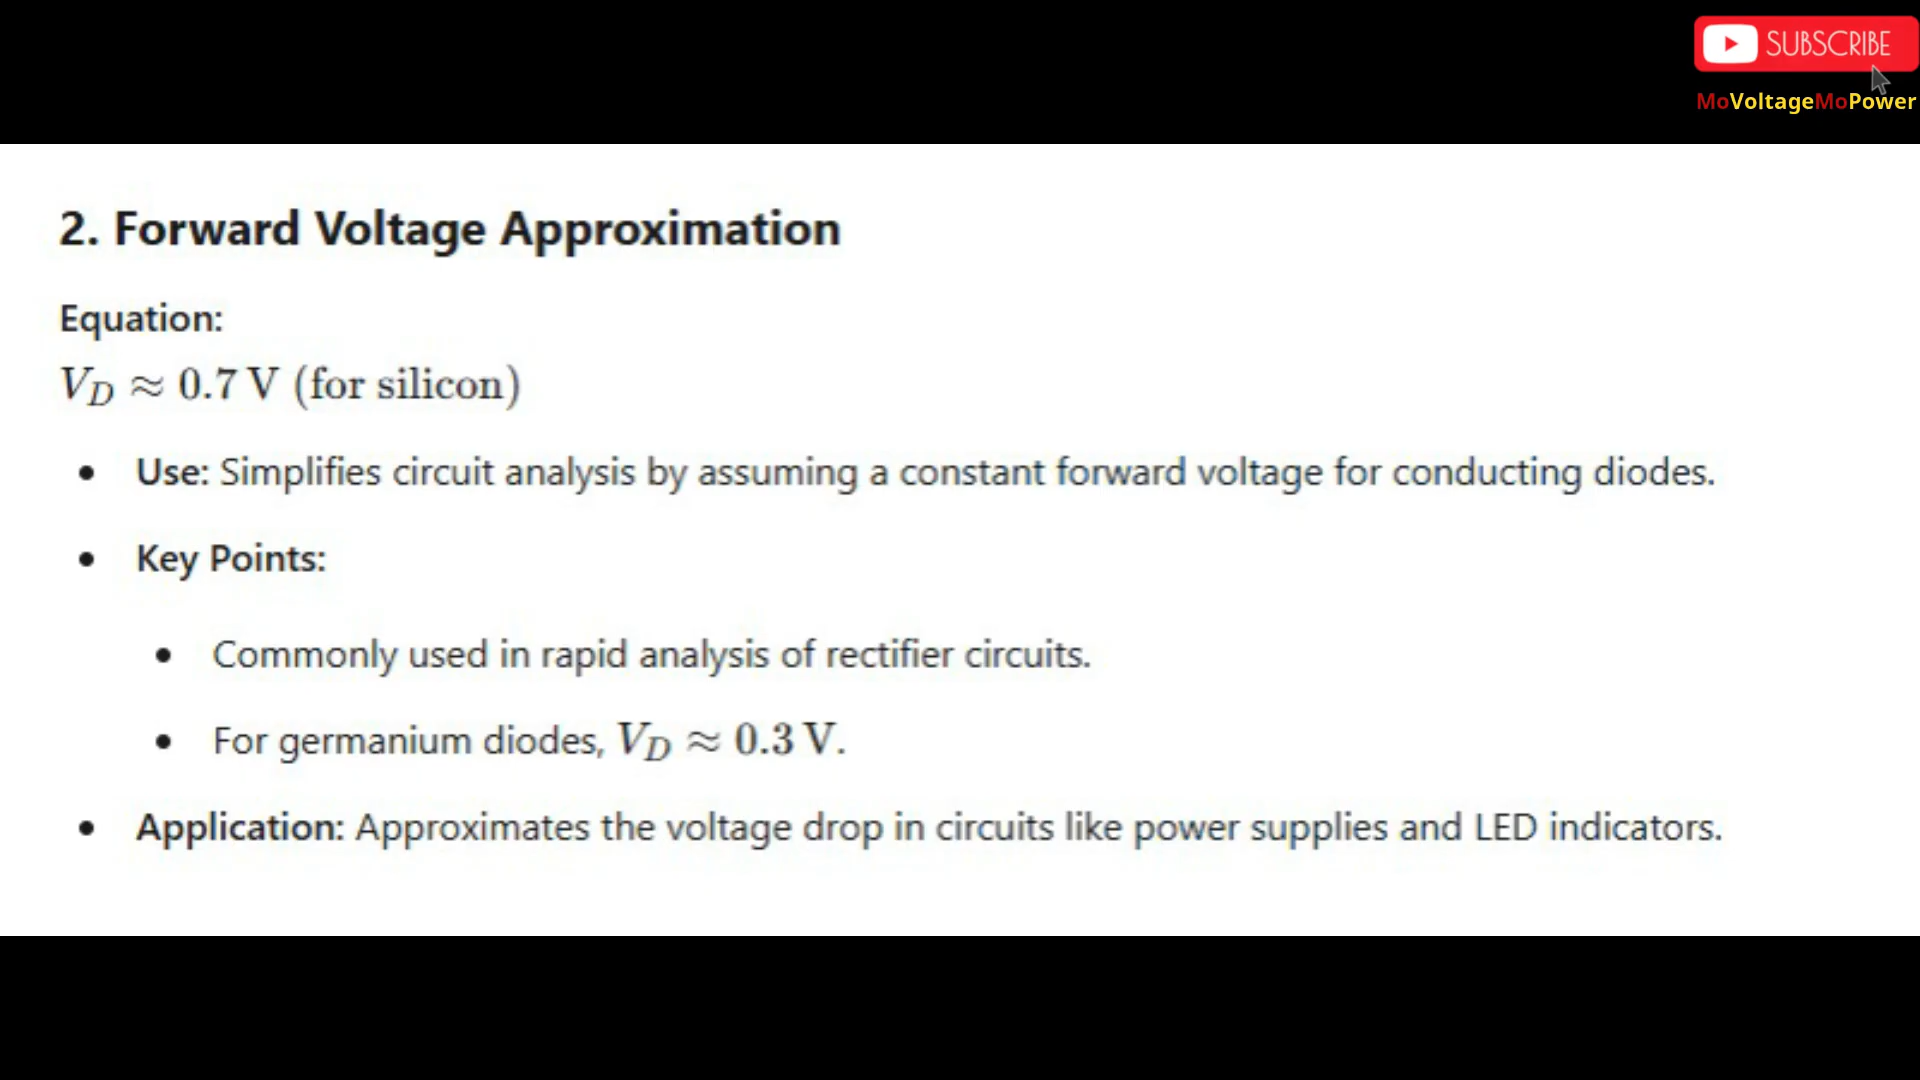 SUBSCRIBE
MoVoltageMoPower
2. Forward Voltage Approximation
Equation:
V_D ≈ 0.7 V (for silicon)
• Use: Simplifies circuit analysis by assuming a constant forward voltage for conducting diodes.
• Key Points:
• Commonly used in rapid analysis of rectifier circuits.
• For germanium diodes, V_D ≈ 0.3 V.
• Application: Approximates the voltage drop in circuits like power supplies and LED indicators.